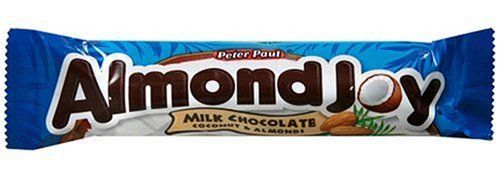 Peter Paul
Almond Joy
MILK CHOCOLATE
COCONUT & ALMONDS